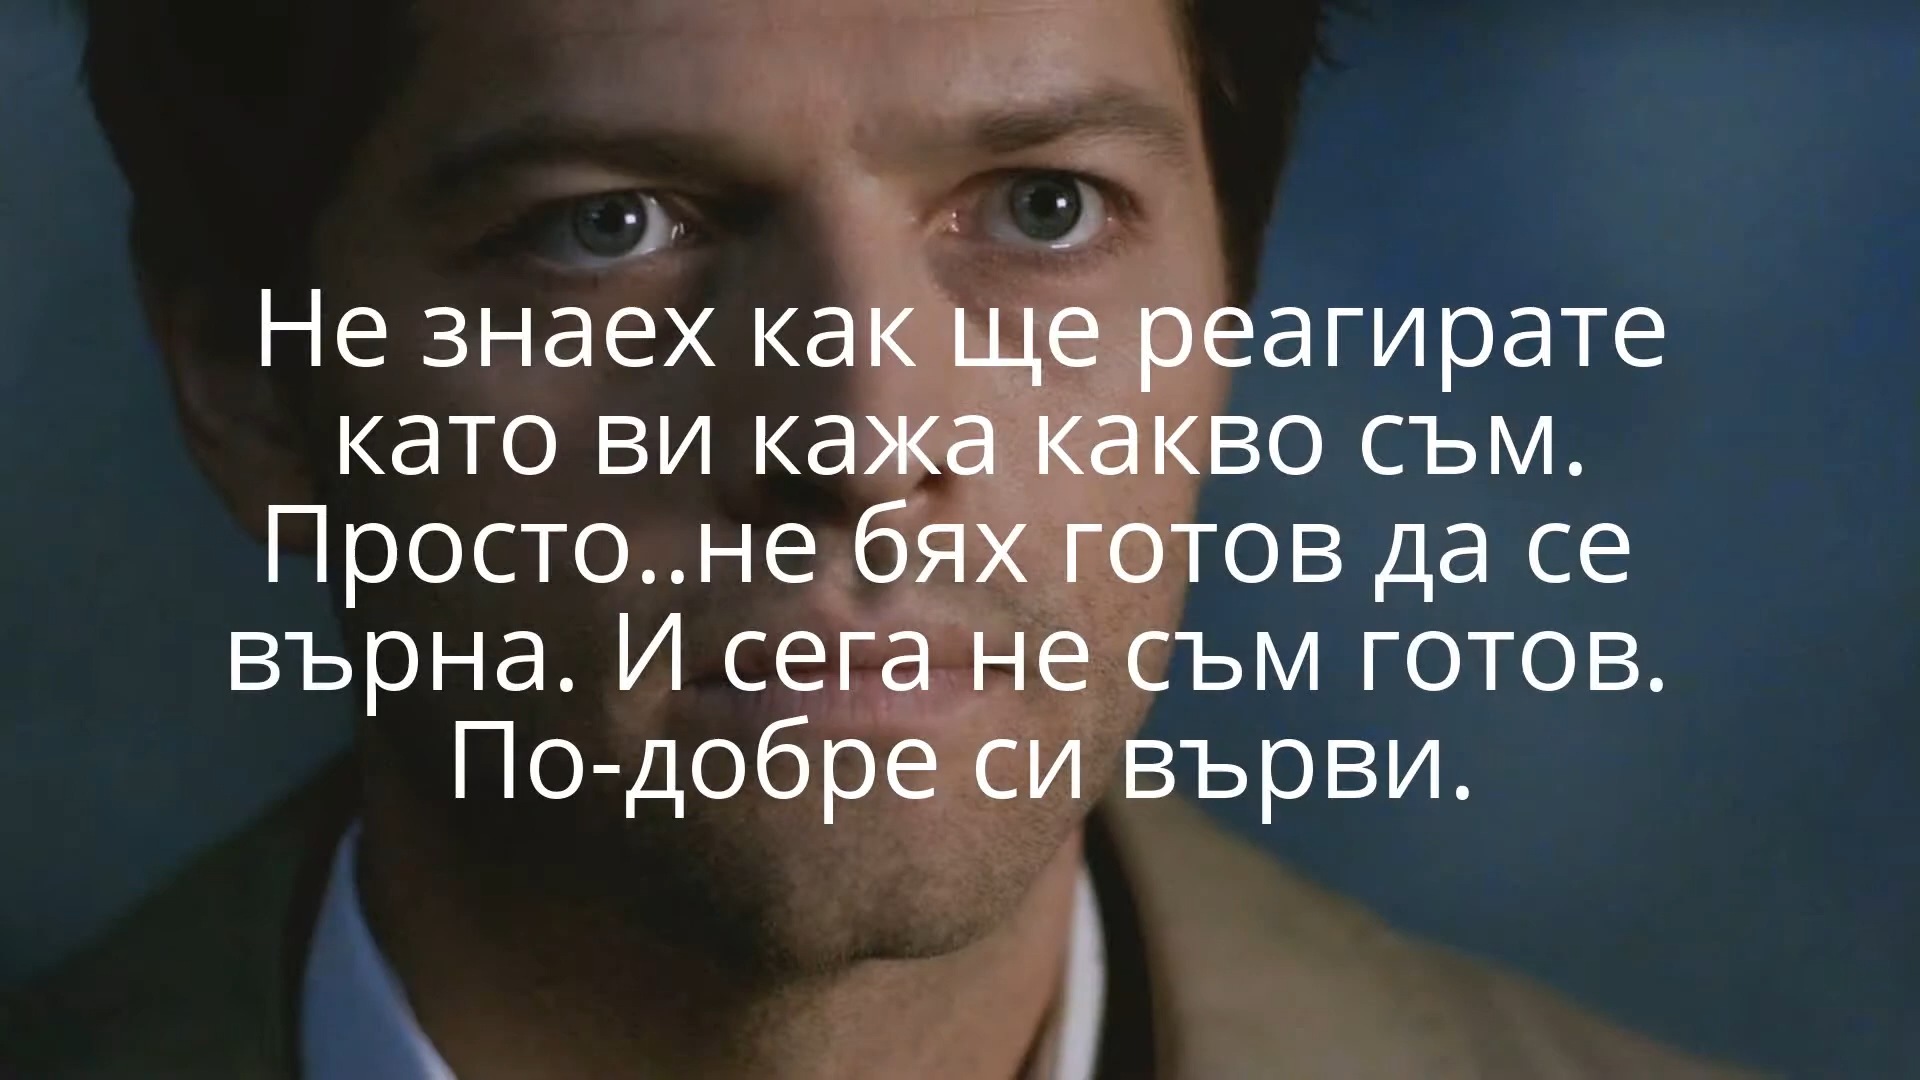 Не знаех как ще реагирате
като ви кажа какво съм.
Просто..не бях готов да се
върна. И сега не съм готов.
По-добре си върви.